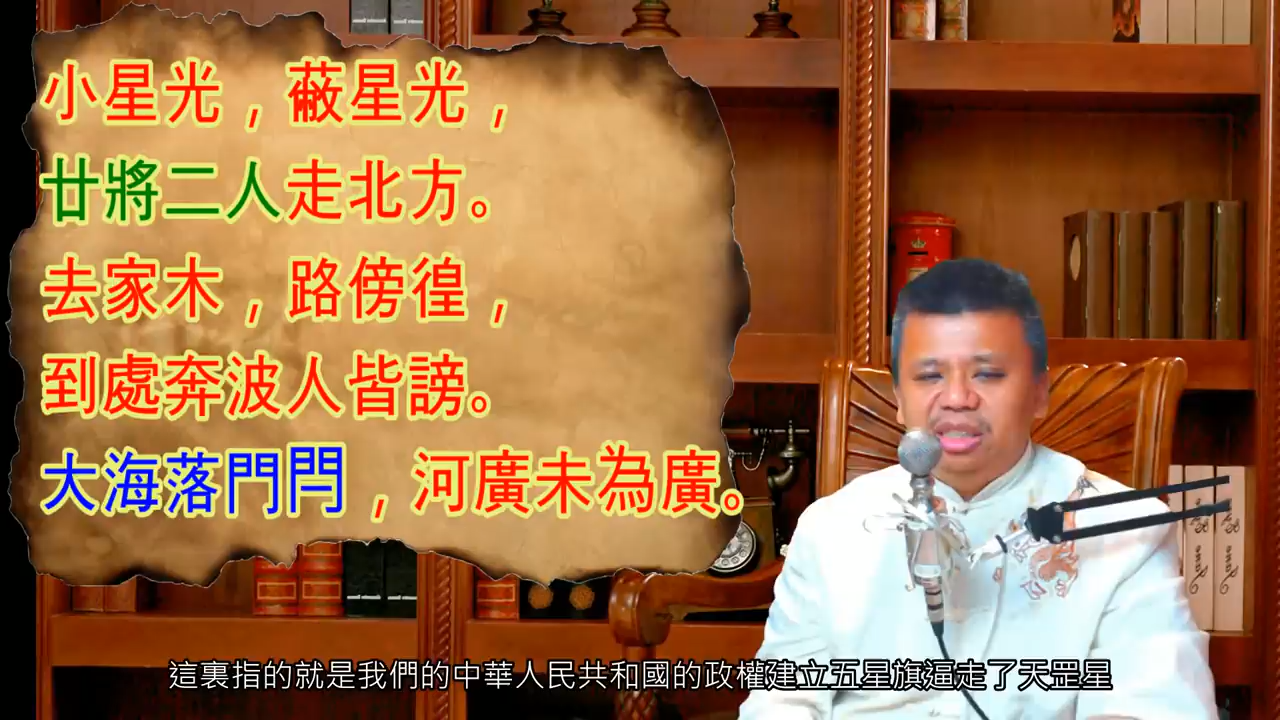 小星光，蔽星光，
廿將二人走北方。
去家木，路傍徨，
到處奔波人皆謗。
大海落門閂，河廣未為廣。
這裏指的就是我們的中華人民共和國的政權建立五星旗逼走了天罡星